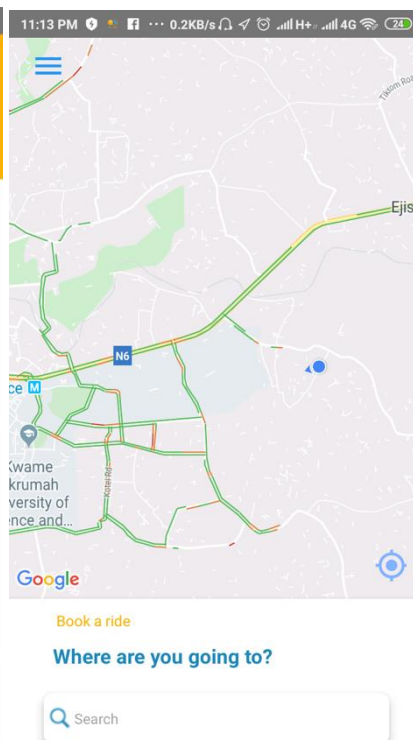 11:13 PM ... 0.2KB/s H+ 4G 24
Tikrom Road
Ejis
N6
ce M
Kwame
krumah
versity of
nce and...
Kotei Rd
Google
Book a ride
Where are you going to?
Search